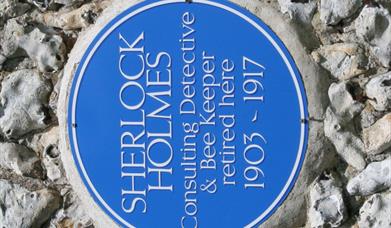 SHERLOCK
HOLMES
Consulting Detective
& Bee Keeper
retired here
1903 ~ 1917